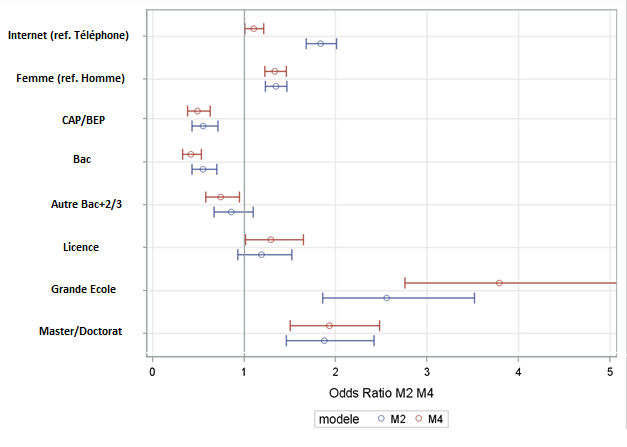 Internet (ref. Téléphone)
Femme (ref. Homme)
CAP/BEP
Bac
Autre Bac+2/3
Licence
Grande Ecole
Master/Doctorat
0 1 2 3 4 5
Odds Ratio M2 M4
modele M2 M4